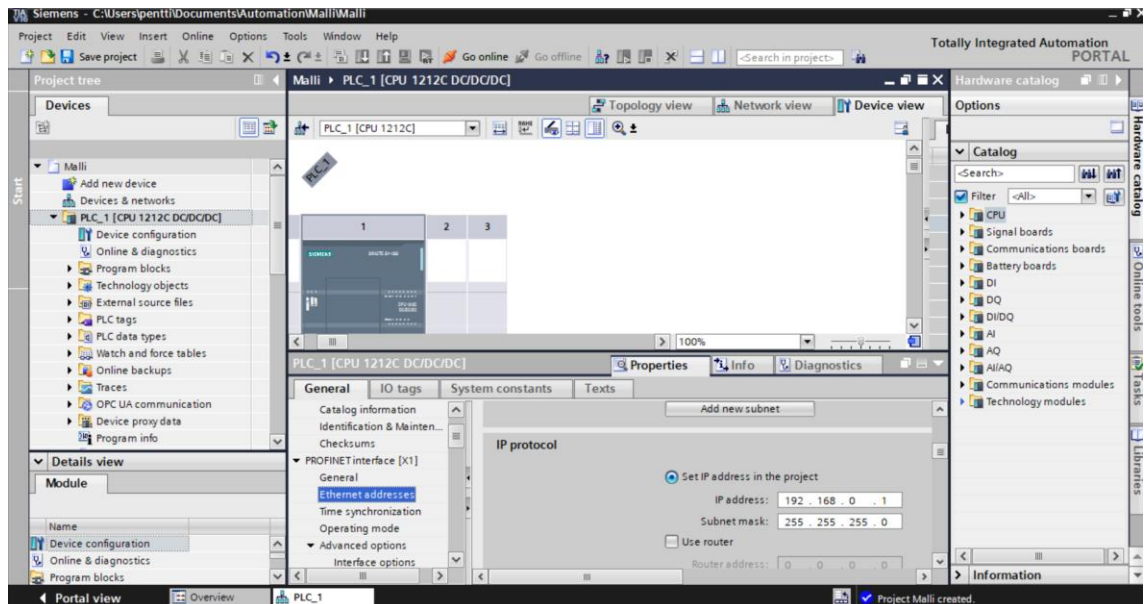 Siemens - C:\Users\pentti\Documents\Automation\Malli\Malli
Project Edit View Insert Online Options Tools Window Help
Save project
Go online
Go offline
<Search in project>
Totally Integrated Automation
PORTAL
Start
Project tree
Devices
Malli
Add new device
Devices & networks
PLC_1 [CPU 1212C DC/DC/DC]
Device configuration
Online & diagnostics
Program blocks
Technology objects
External source files
PLC tags
PLC data types
Watch and force tables
Online backups
Traces
OPC UA communication
Device proxy data
Program info
Details view
Module
Name
Device configuration
Online & diagnostics
Program blocks
Malli PLC_1 [CPU 1212C DC/DC/DC]
Topology view
Network view
Device view
PLC_1 [CPU 1212C]
PLC_1
1 2 3
SIEMENS
100%
PLC_1 [CPU 1212C DC/DC/DC]
Properties
Info
Diagnostics
General
IO tags
System constants
Texts
Catalog information
Identification & Mainten...
Checksums
PROFINET interface [X1]
General
Ethernet addresses
Time synchronization
Operating mode
Advanced options
Interface options
Add new subnet
IP protocol
Set IP address in the project
IP address: 192 . 168 . 0 . 1
Subnet mask: 255 . 255 . 255 . 0
Use router
Router address: 0 . 0 . 0 . 0
Hardware catalog
Options
Catalog
<Search>
Filter <All>
CPU
Signal boards
Communications boards
Battery boards
DI
DQ
DI/DQ
AI
AQ
AI/AQ
Communications modules
Technology modules
Information
Hardware catalog
Online tools
Tasks
Libraries
Portal view
Overview
PLC_1
Project Malli created.